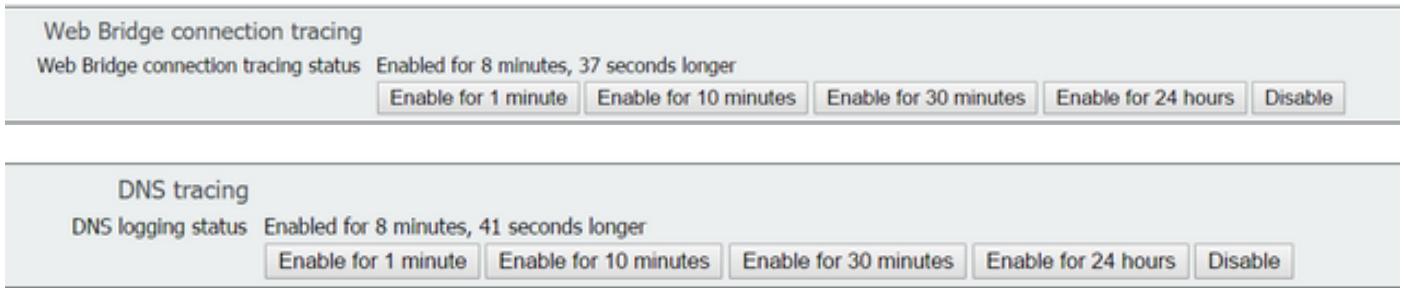 Web Bridge connection tracing
Web Bridge connection tracing status Enabled for 8 minutes, 37 seconds longer
Enable for 1 minute Enable for 10 minutes Enable for 30 minutes Enable for 24 hours Disable
DNS tracing
DNS logging status Enabled for 8 minutes, 41 seconds longer
Enable for 1 minute Enable for 10 minutes Enable for 30 minutes Enable for 24 hours Disable